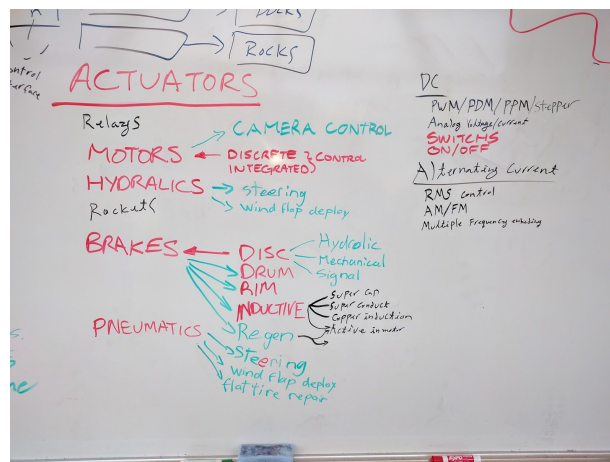 ROCKS
ROCKS
ACTUATORS
Relays
CAMERA CONTROL
MOTORS
DISCRETE } CONTROL
INTEGRATED
HYDRALICS
steering
wind flap deploy
Rockets
BRAKES
DISC
Hydrolic
Mechanical
Signal
DRUM
RIM
INDUCTIVE
Super Cap
Super conduct
Copper induction
Regen
Active in motor
PNEUMATICS
Steering
Wind flap deploy
flat tire repair
DC
PWM/PDM/PPM/stepper
Analog Voltage/Current
SWITCHS
ON/OFF
Alternating Current
RMS control
AM/FM
Multiple Frequency embeding